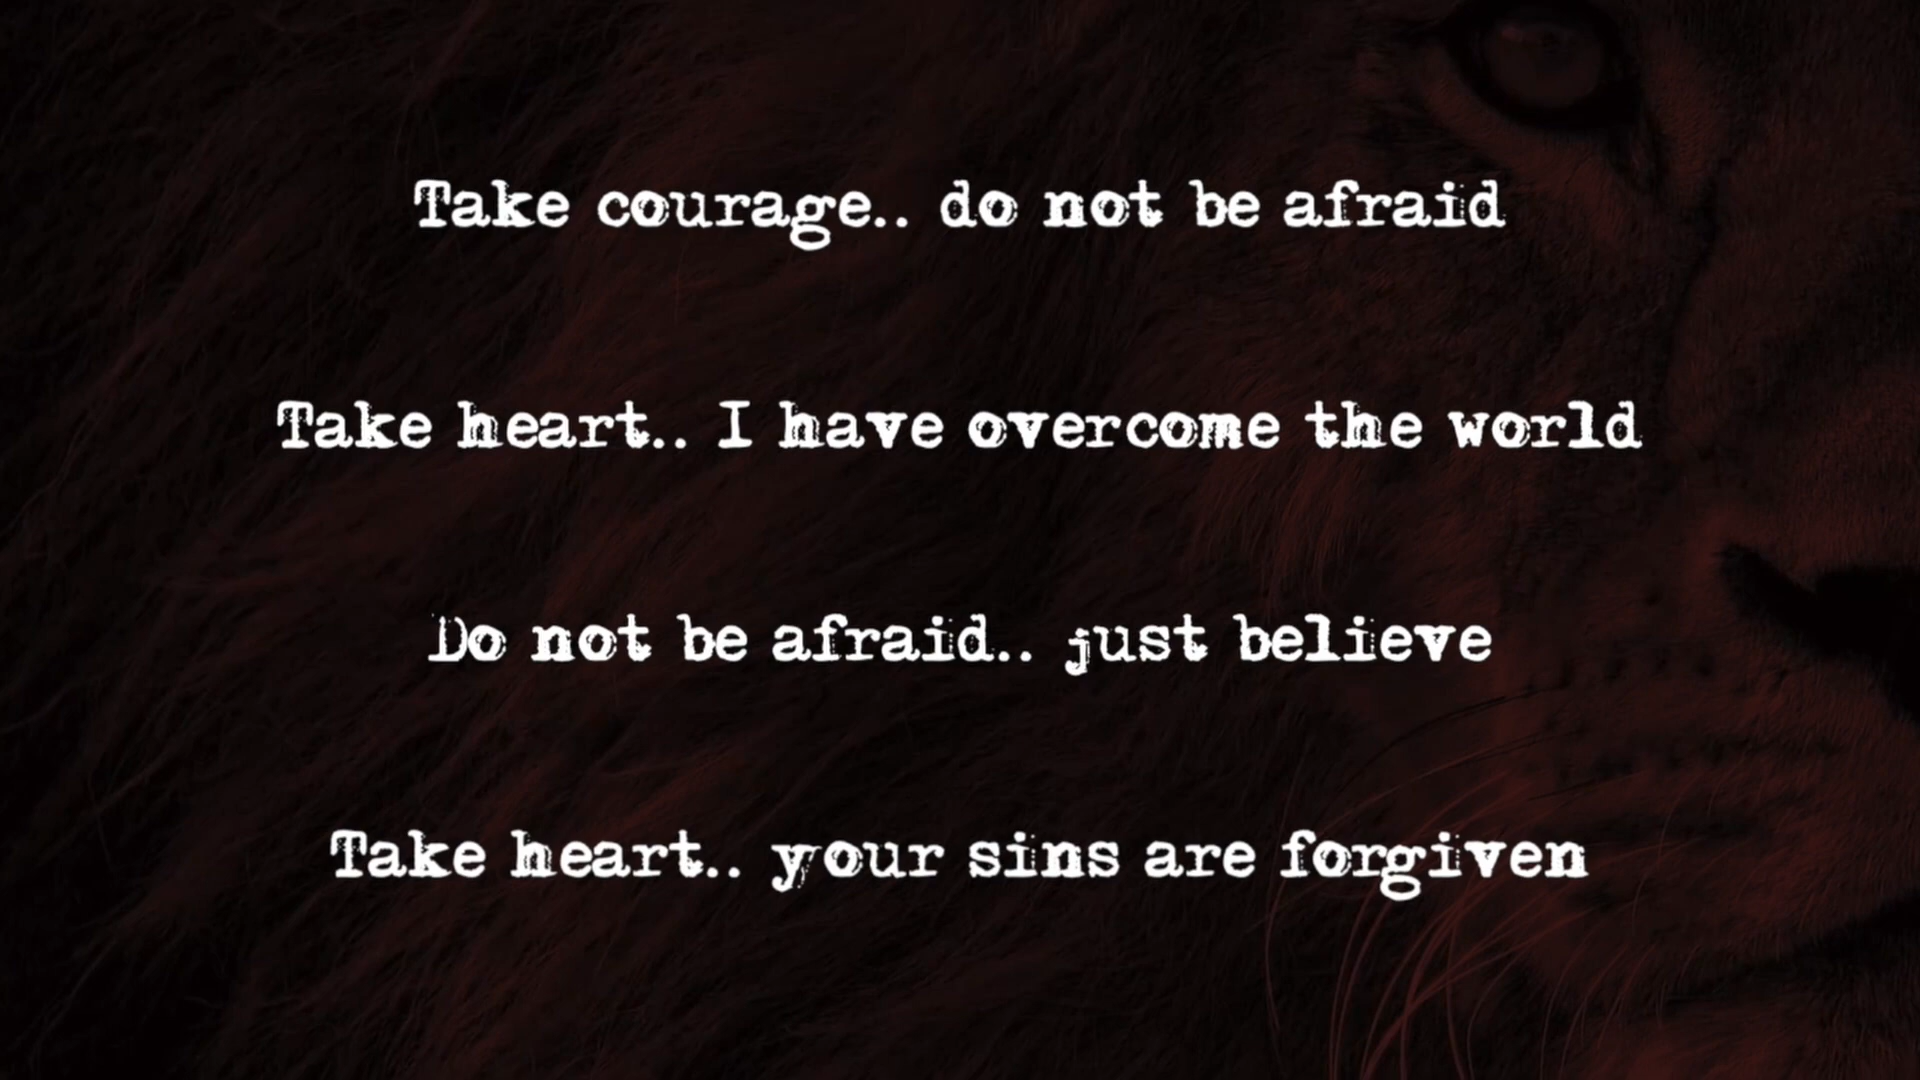 Take courage.. do not be afraid
Take heart.. I have overcome the world
Do not be afraid.. just believe
Take heart.. your sins are forgiven